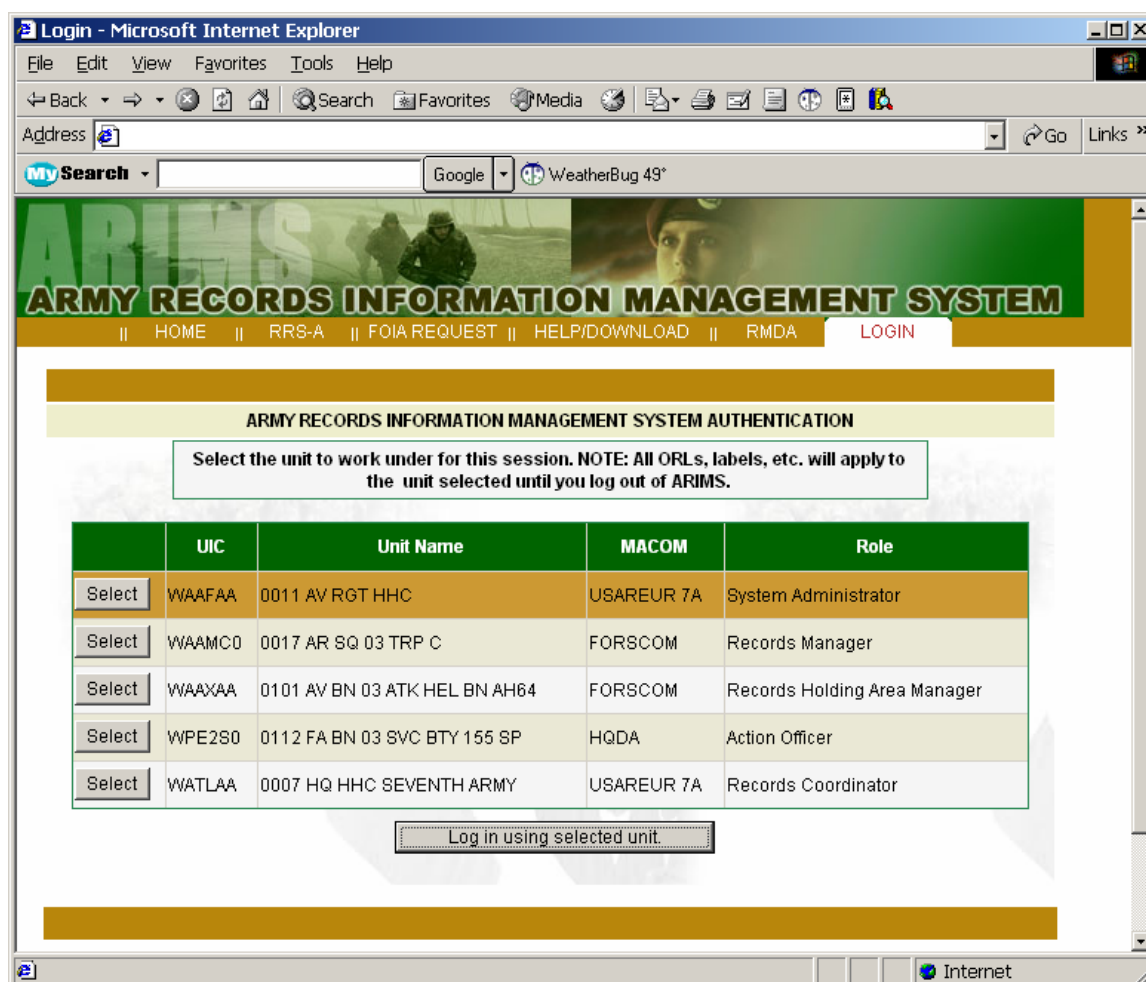 Login - Microsoft Internet Explorer
File Edit View Favorites Tools Help
Back Search Favorites Media
Address Go Links »
My Search Google WeatherBug 49°
ARIMS
ARMY RECORDS INFORMATION MANAGEMENT SYSTEM
|| HOME || RRS-A || FOIA REQUEST || HELP/DOWNLOAD || RMDA LOGIN
ARMY RECORDS INFORMATION MANAGEMENT SYSTEM AUTHENTICATION
Select the unit to work under for this session. NOTE: All ORLs, labels, etc. will apply to
the unit selected until you log out of ARIMS.
UIC Unit Name MACOM Role
Select WAAFAA 0011 AV RGT HHC USAREUR 7A System Administrator
Select WAAMC0 0017 AR SQ 03 TRP C FORSCOM Records Manager
Select WAAXAA 0101 AV BN 03 ATK HEL BN AH64 FORSCOM Records Holding Area Manager
Select WPE2S0 0112 FA BN 03 SVC BTY 155 SP HQDA Action Officer
Select WATLAA 0007 HQ HHC SEVENTH ARMY USAREUR 7A Records Coordinator
Log in using selected unit.
Internet